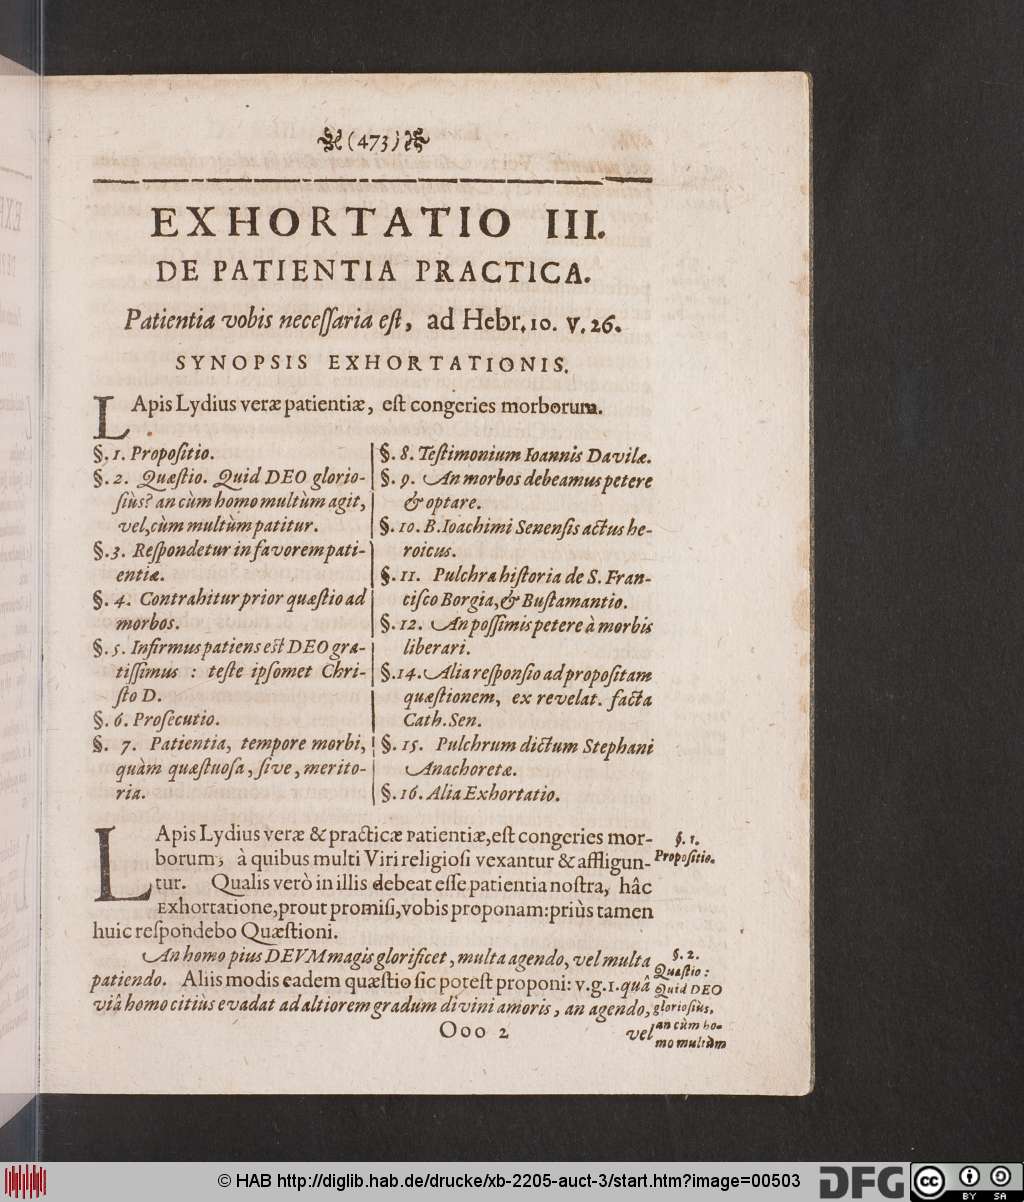 (473)
EXHORTATIO III.
DE PATIENTIA PRACTICA.
Patientia vobis neceſſaria eſt, ad Hebr. 10. v. 26.
SYNOPSIS EXHORTATIONIS.
LApis Lydius veræ patientiæ, eſt congeries morborum.
§. 1. Propoſitio.
§. 2. Quæſtio. Quid DEO glorio-
ſiùs? an cùm homo multùm agit,
vel, cùm multùm patitur.
§. 3. Reſpondetur in favorem pati-
entiæ.
§. 4. Contrahitur prior quæſtio ad
morbos.
§. 5. Infirmus patiens eſt DEO gra-
tiſſimus : teſte ipſomet Chri-
ſto D.
§. 6. Proſecutio.
§. 7. Patientia, tempore morbi,
quàm quæſtuoſa, ſive, merito-
ria.
§. 8. Teſtimonium Ioannis Davilæ.
§. 9. An morbos debeamus petere
& optare.
§. 10. B. Ioachimi Senenſis actus he-
roicus.
§. 11. Pulchra hiſtoria de S. Fran-
ciſco Borgia, & Buſtamantio.
§. 12. An poſſimis petere à morbis
liberari.
§. 14. Alia reſponſio ad propoſitam
quæſtionem, ex revelat. facta
Cath. Sen.
§. 15. Pulchrum dictum Stephani
Anachoretæ.
§. 16. Alia Exhortatio.
LApis Lydius veræ & practicæ Patientiæ, eſt congeries mor-
borum; à quibus multi Viri religioſi vexantur & affligun-
tur. Qualis verò in illis debeat eſſe patientia noſtra, hâc
Exhortatione, prout promiſi, vobis proponam: priùs tamen
huic reſpondebo Quæſtioni.
§. 1.
Propoſitio.
An homo pius DEVM magis glorificet, multa agendo, vel multa
patiendo. Aliis modis eadem quæſtio ſic poteſt proponi: v.g. 1. quâ
viâ homo citiùs evadat ad altiorem gradum divini amoris, an agendo,
§. 2.
Quæſtio:
Quid DEO
glorioſiùs,
an cùm ho-
mo multùm
Ooo 2
vel
© HAB http://diglib.hab.de/drucke/xb-2205-auct-3/start.htm?image=00503
DFG
cc
BY SA